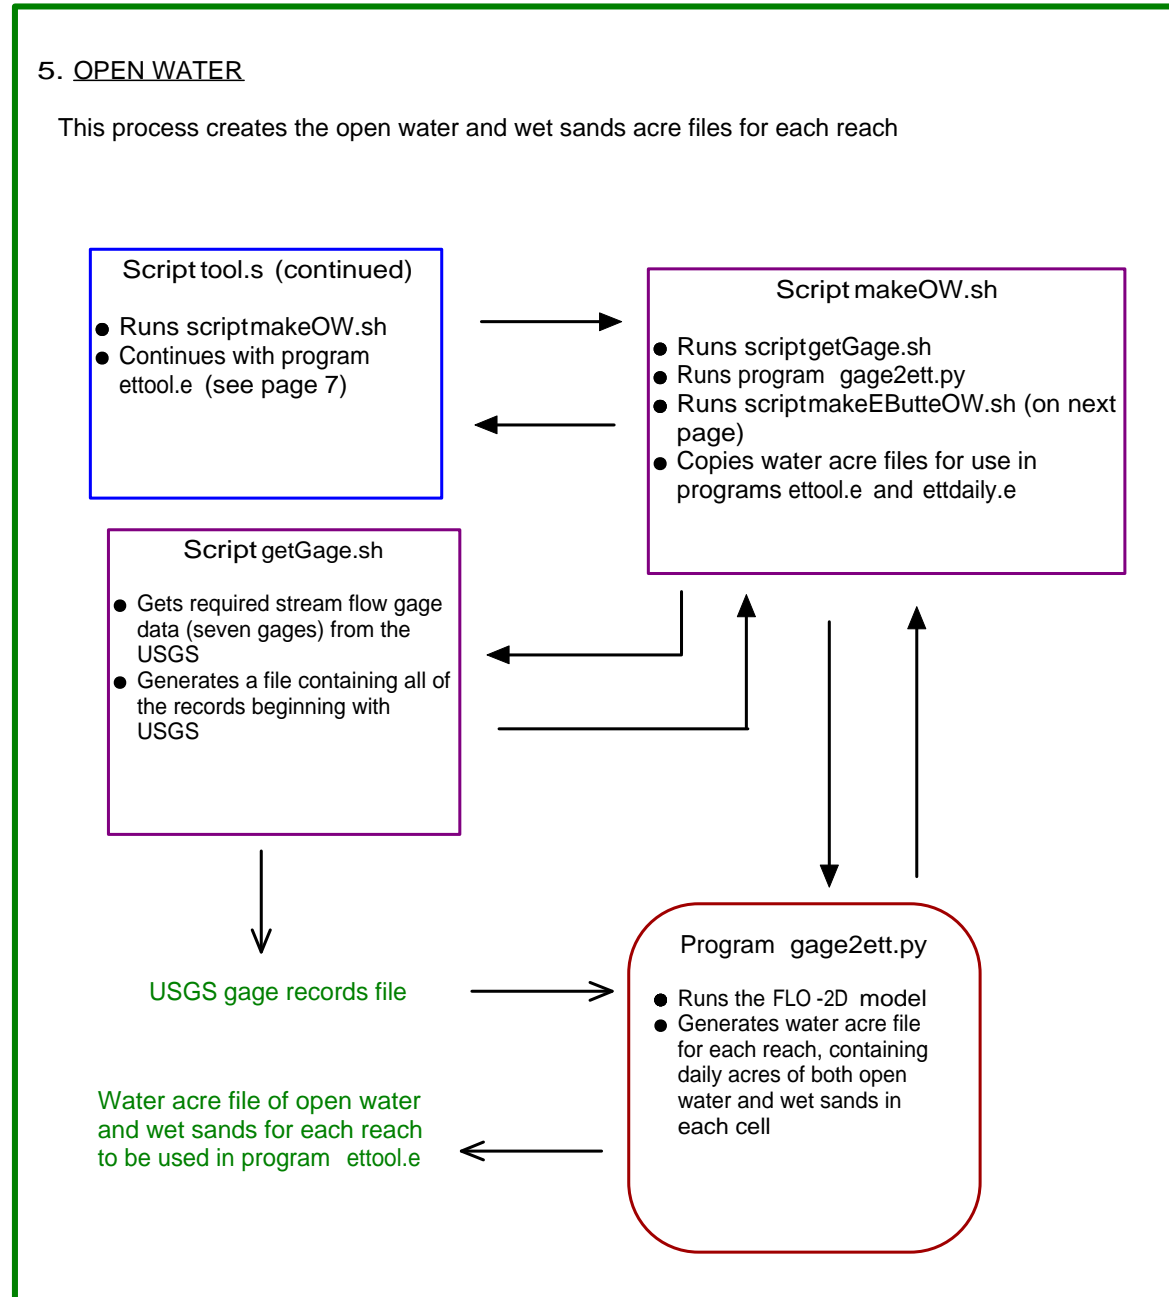 5. OPEN WATER
This process creates the open water and wet sands acre files for each reach
Script tool.s (continued)
● Runs script makeOW.sh
● Continues with program
ettool.e (see page 7)
Script makeOW.sh
● Runs script getGage.sh
● Runs program gage2ett.py
● Runs script makeEButteOW.sh (on next
page)
● Copies water acre files for use in
programs ettool.e and ettdaily.e
Script getGage.sh
● Gets required stream flow gage
data (seven gages) from the
USGS
● Generates a file containing all of
the records beginning with
USGS
USGS gage records file
Program gage2ett.py
● Runs the FLO -2D model
● Generates water acre file
for each reach, containing
daily acres of both open
water and wet sands in
each cell
Water acre file of open water
and wet sands for each reach
to be used in program ettool.e